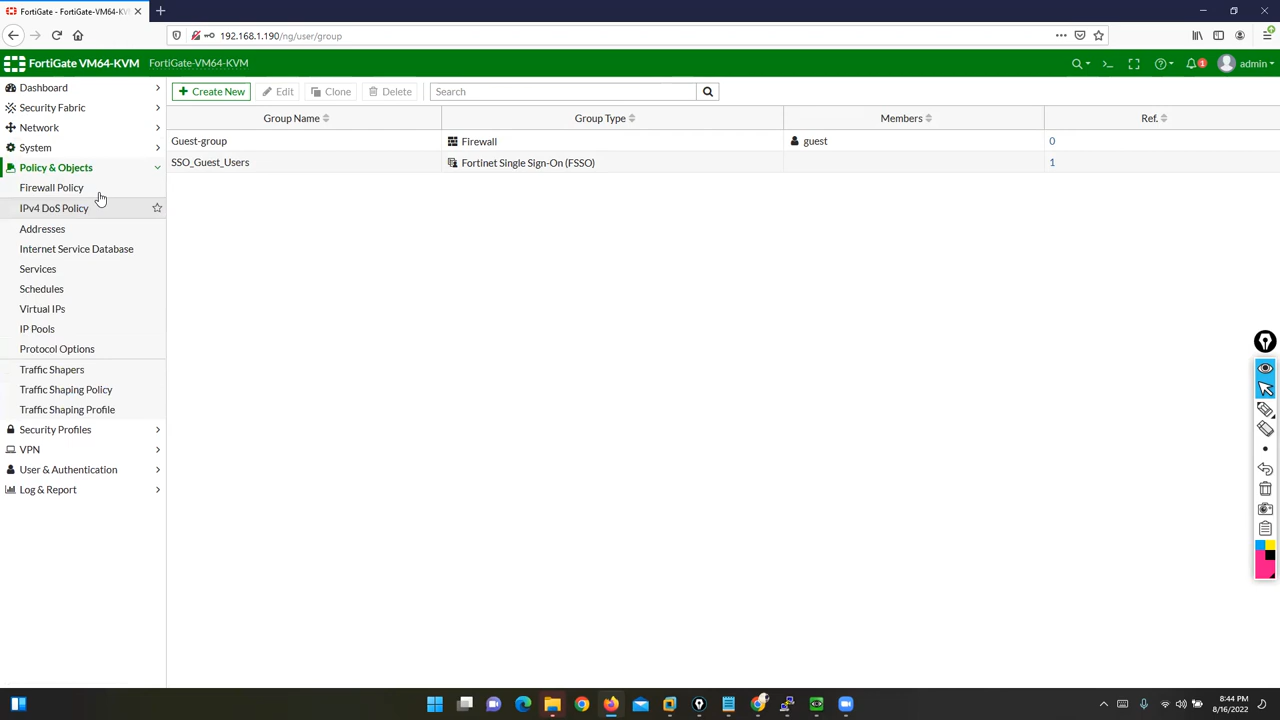 FortiGate - FortiGate-VM64-KV
192.168.1.190/ng/user/group
FortiGate VM64-KVM
FortiGate-VM64-KVM
1
admin
Dashboard
Security Fabric
Network
System
Policy & Objects
Firewall Policy
IPv4 DoS Policy
Addresses
Internet Service Database
Services
Schedules
Virtual IPs
IP Pools
Protocol Options
Traffic Shapers
Traffic Shaping Policy
Traffic Shaping Profile
Security Profiles
VPN
User & Authentication
Log & Report
Create New Edit Clone Delete Search
Group Name Group Type Members Ref.
Guest-group Firewall guest 0
SSO_Guest_Users Fortinet Single Sign-On (FSSO) 1
8:44 PM
8/16/2022